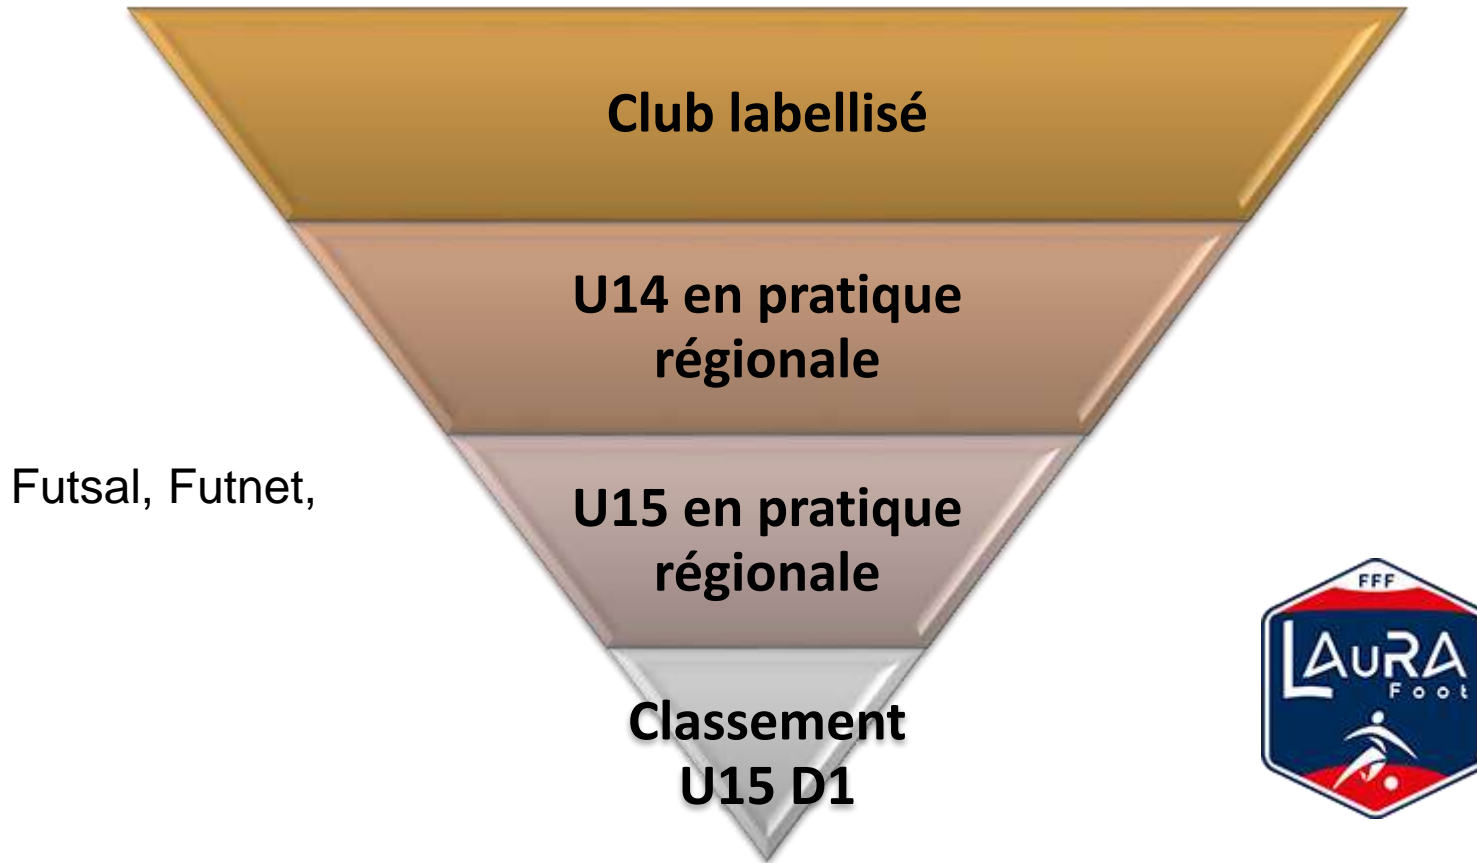 Club labellisé
U14 en pratique
régionale
Futsal, Futnet,
U15 en pratique
régionale
Classement
U15 D1
FFF
LAuRA
Foot